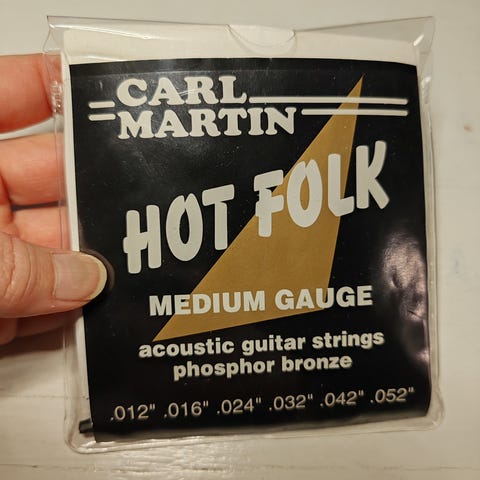 CARL
MARTIN
HOT FOLK
MEDIUM GAUGE
acoustic guitar strings
phosphor bronze
.012" .016" .024" .032" .042" .052"